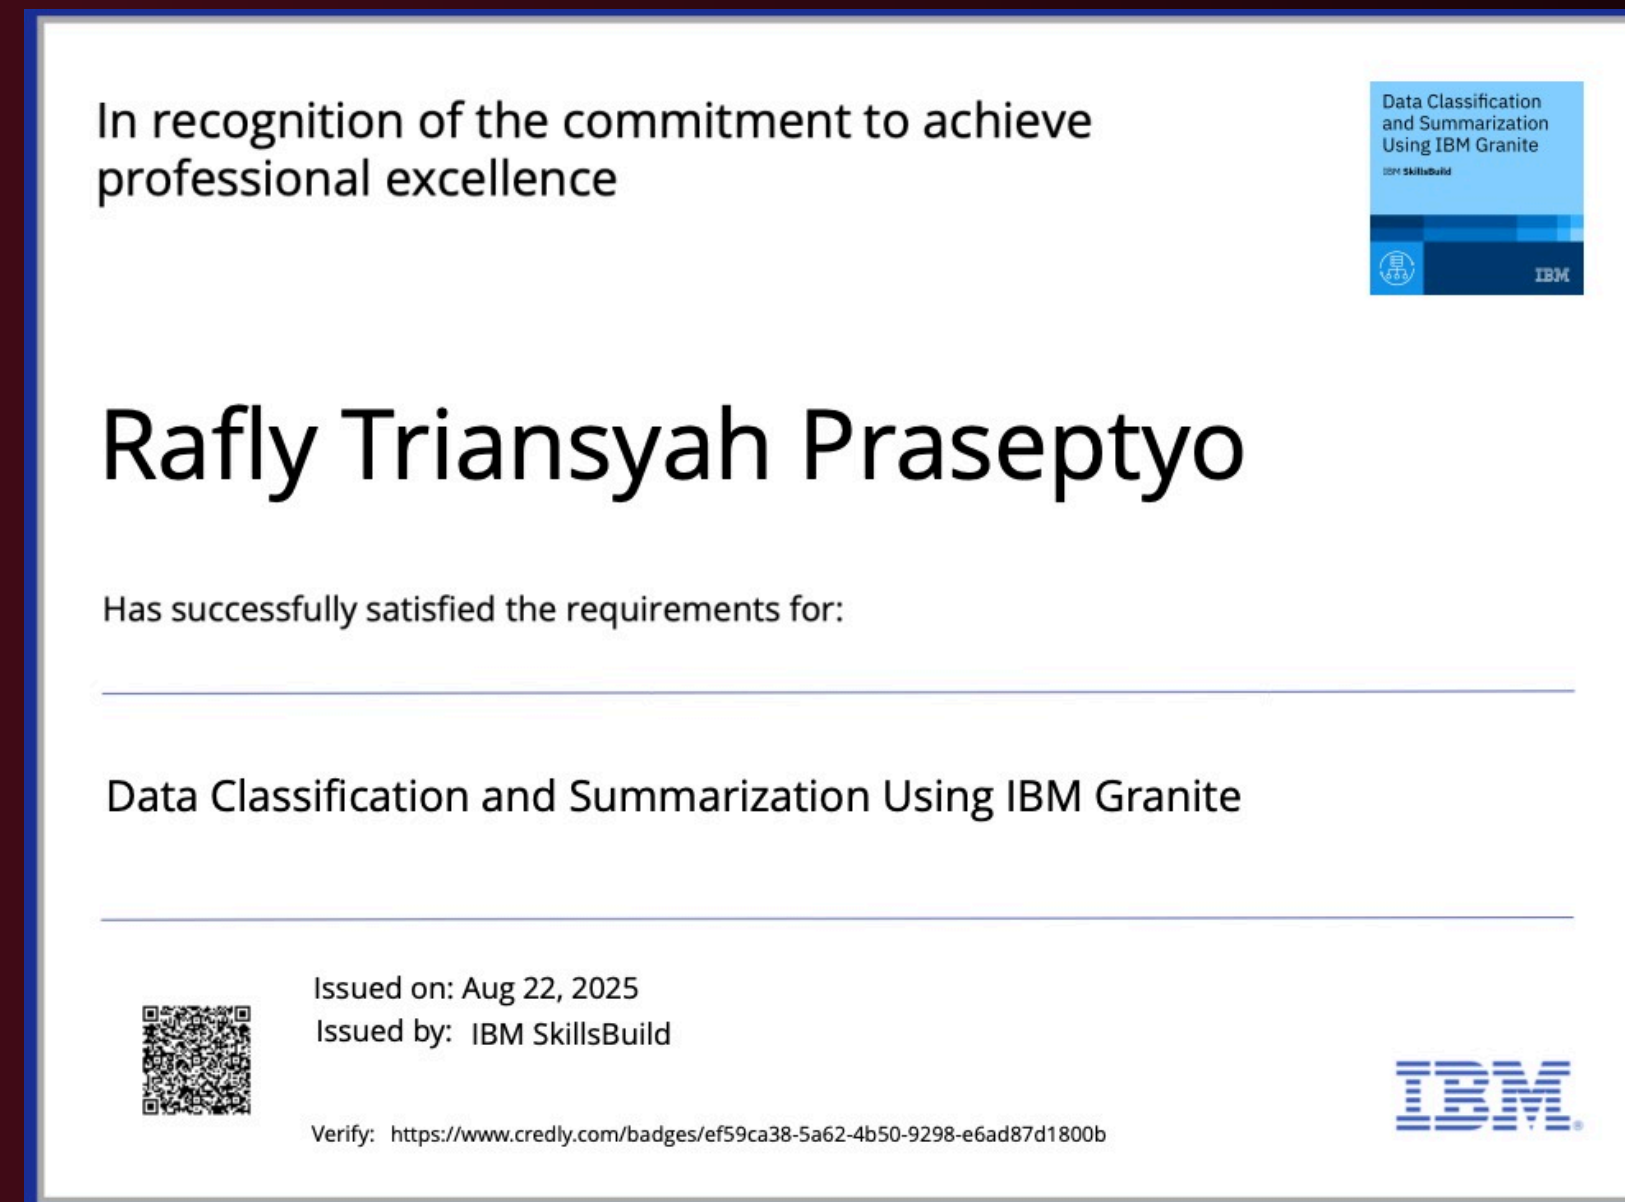 In recognition of the commitment to achieve
professional excellence
Data Classification
and Summarization
Using IBM Granite
IBM SkillsBuild
IBM
Rafly Triansyah Praseptyo
Has successfully satisfied the requirements for:
Data Classification and Summarization Using IBM Granite
Issued on: Aug 22, 2025
Issued by: IBM SkillsBuild
Verify: https://www.credly.com/badges/ef59ca38-5a62-4b50-9298-e6ad87d1800b
IBM®